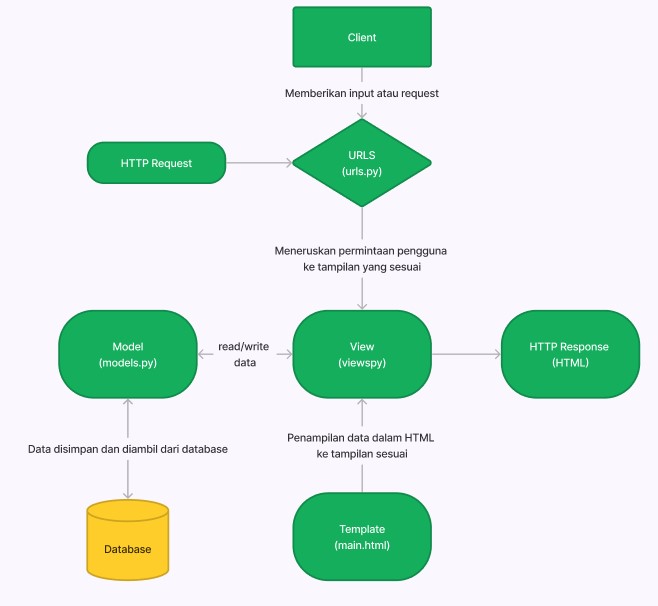 Client
Memberikan input atau request
HTTP Request
URLS
(urls.py)
Meneruskan permintaan pengguna
ke tampilan yang sesuai
Model
(models.py)
read/write
data
View
(viewspy)
HTTP Response
(HTML)
Data disimpan dan diambil dari database
Penampilan data dalam HTML
ke tampilan sesuai
Database
Template
(main.html)